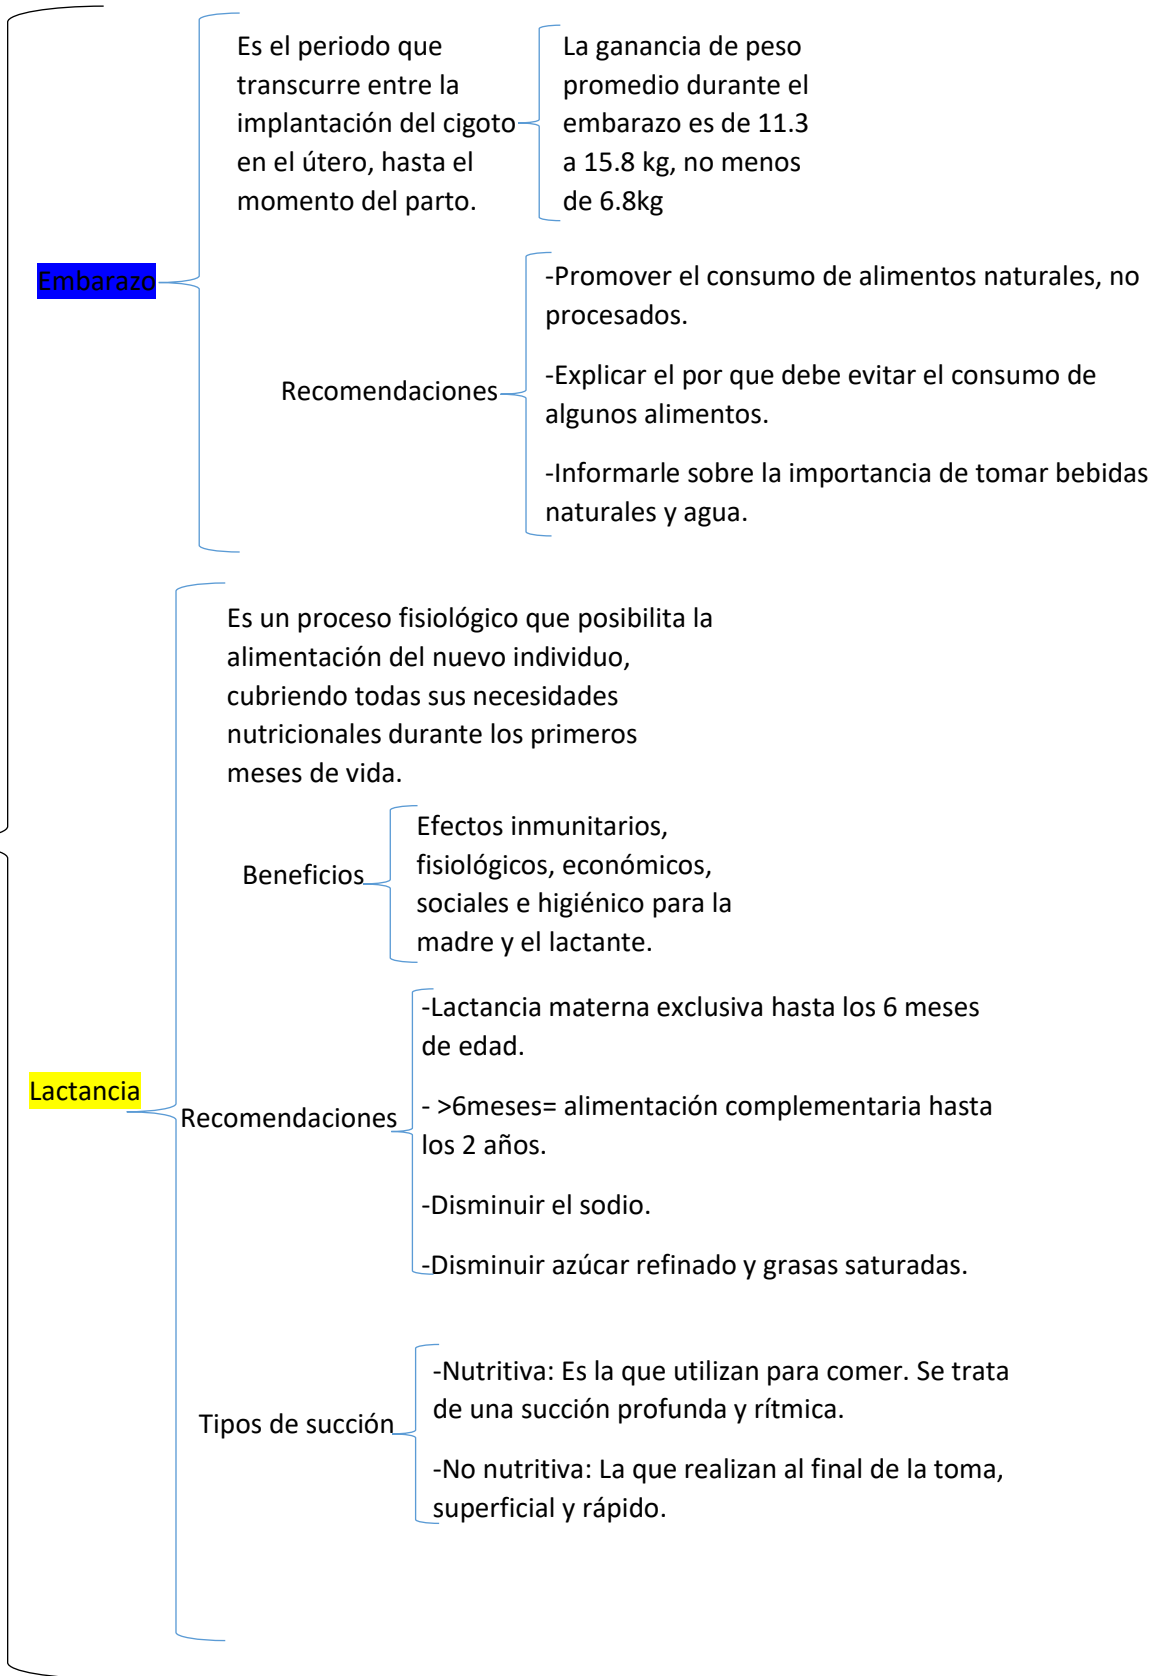 Es el periodo que
transcurre entre la
implantación del cigoto
en el útero, hasta el
momento del parto.
La ganancia de peso
promedio durante el
embarazo es de 11.3
a 15.8 kg, no menos
de 6.8kg
Embarazo
Recomendaciones
-Promover el consumo de alimentos naturales, no
procesados.
-Explicar el por que debe evitar el consumo de
algunos alimentos.
-Informarle sobre la importancia de tomar bebidas
naturales y agua.
Lactancia
Es un proceso fisiológico que posibilita la
alimentación del nuevo individuo,
cubriendo todas sus necesidades
nutricionales durante los primeros
meses de vida.
Beneficios
Efectos inmunitarios,
fisiológicos, económicos,
sociales e higiénico para la
madre y el lactante.
Recomendaciones
-Lactancia materna exclusiva hasta los 6 meses
de edad.
- >6meses= alimentación complementaria hasta
los 2 años.
-Disminuir el sodio.
-Disminuir azúcar refinado y grasas saturadas.
Tipos de succión
-Nutritiva: Es la que utilizan para comer. Se trata
de una succión profunda y rítmica.
-No nutritiva: La que realizan al final de la toma,
superficial y rápido.